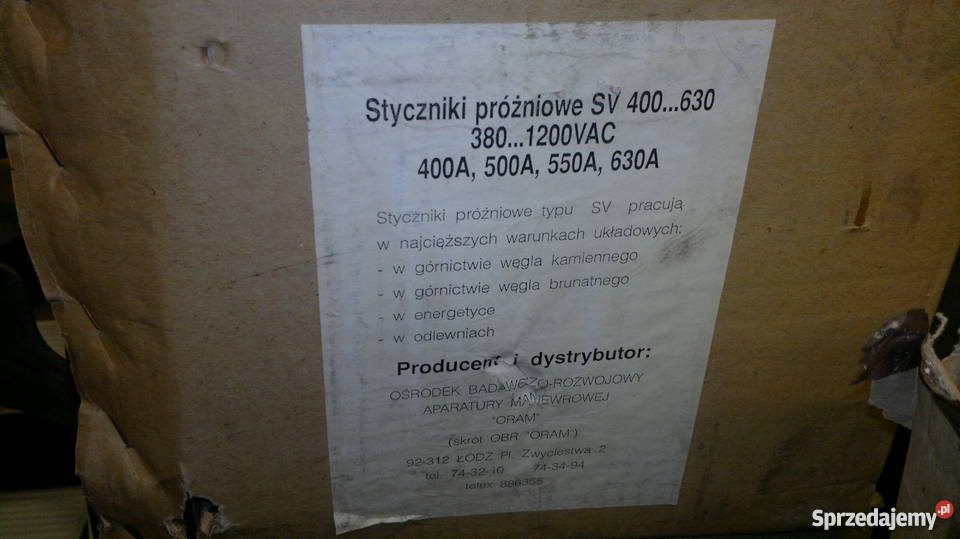 Styczniki próżniowe SV 400...630
380...1200VAC
400A, 500A, 550A, 630A
Styczniki próżniowe typu SV pracują
w najcięższych warunkach układowych:
- w górnictwie węgla kamiennego
- w górnictwie węgla brunatnego
- w energetyce
- w odlewniach
Producent i dystrybutor:
OŚRODEK BADAWCZO-ROZWOJOWY
APARATURY MANEWROWEJ
"ORAM"
(skrót OBR "ORAM")
92-312 ŁÓDŹ Pl. Zwycięstwa 2
tel. 74-32-10 74-34-94
telex 886355
Sprzedajemy.pl